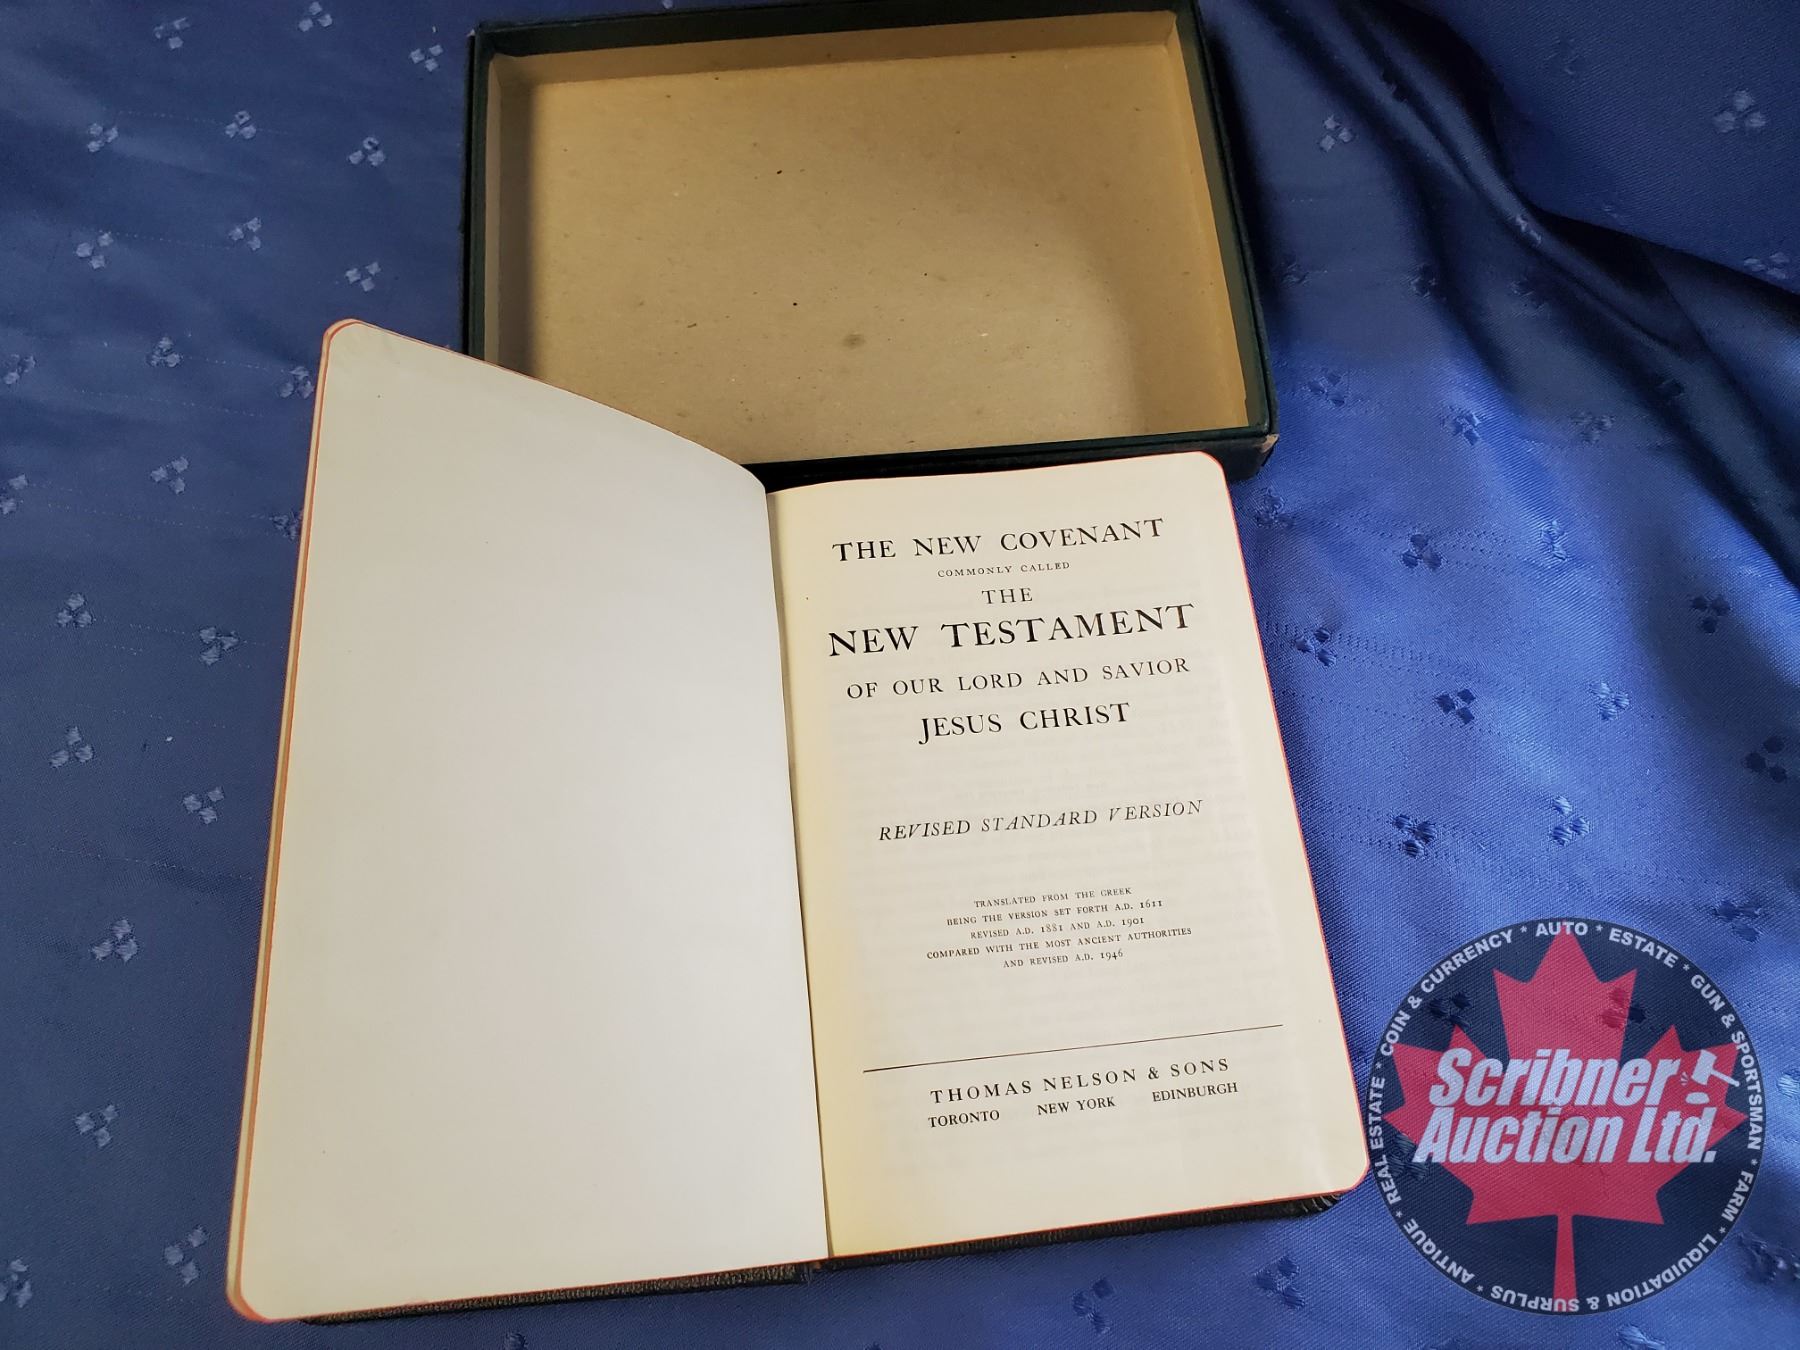 THE NEW COVENANT
COMMONLY CALLED
THE
NEW TESTAMENT
OF OUR LORD AND SAVIOR
JESUS CHRIST
REVISED STANDARD VERSION
TRANSLATED FROM THE GREEK
BEING THE VERSION SET FORTH A.D. 1611
REVISED A.D. 1881 AND A.D. 1901
COMPARED WITH THE MOST ANCIENT AUTHORITIES
AND REVISED A.D. 1946
THOMAS NELSON & SONS
TORONTO NEW YORK EDINBURGH
Scribner
Auction Ltd.
* REAL ESTATE * COIN & CURRENCY * AUTO * ESTATE * GUN & SPORTSMAN * FARM * LIQUIDATION & SURPLUS * ANTIQUE